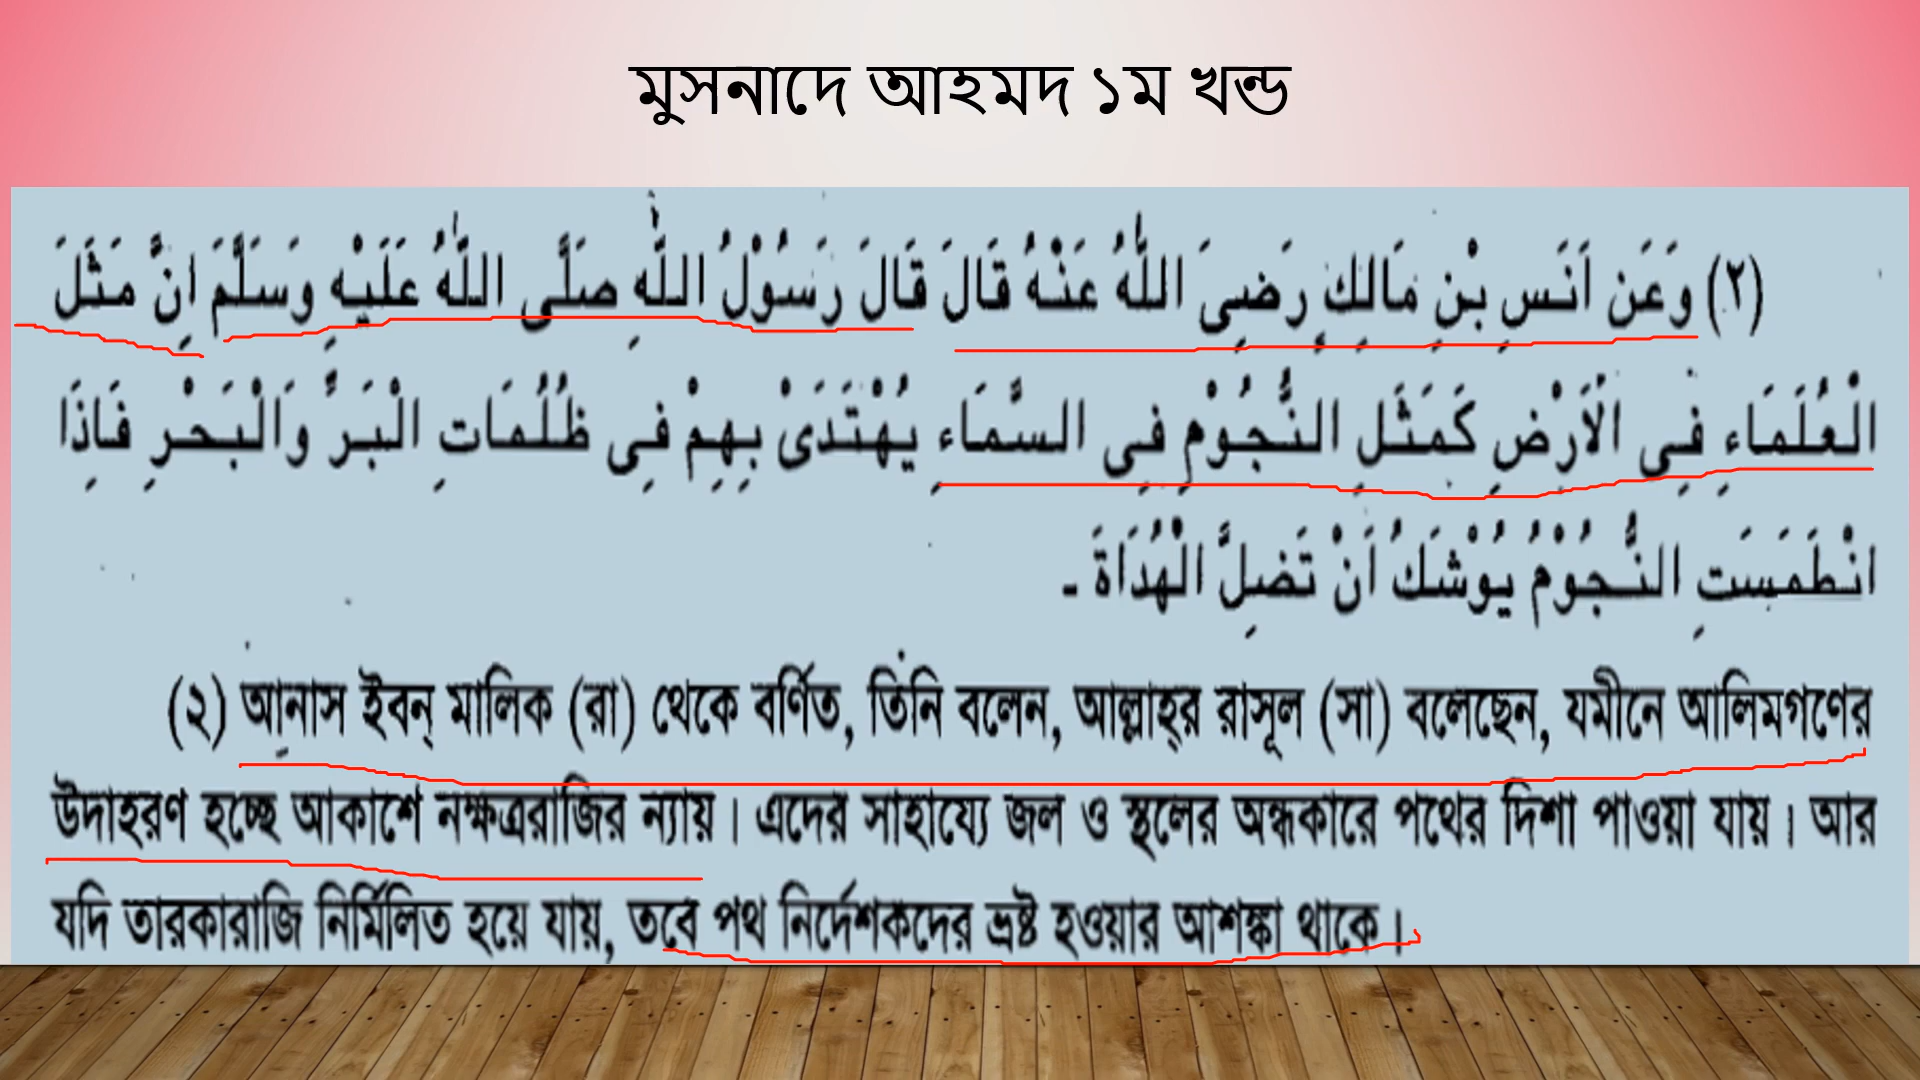 মুসনাদে আহমদ ১ম খন্ড
(٢) وَعَن اَنَسِ بْنِ مَالِكٍ رَضِىَ اللّٰهُ عَنْهُ قَالَ قَالَ رَسُوْلُ اللّٰهِ صَلَّى اللّٰهُ عَلَيْهِ وَسَلَّمَ اِنَّ مَثَلَ
الْعُلَمَاءِ فِى الْاَرْضِ كَمَثَلِ النُّجُوْمِ فِى السَّمَاءِ يُهْتَدَىْ بِهِمْ فِى ظُلُمَاتِ الْبَرِّ وَالْبَحْرِ فَاِذَا
انْطَمَسَتِ النُّجُوْمُ يُوْشَكُ اَنْ تَضِلَّ الْهُدَاةَ ـ
(২) আনাস ইবন্ মালিক (রা) থেকে বর্ণিত, তিনি বলেন, আল্লাহ্‌র রাসূল (সা) বলেছেন, যমীনে আলিমগণের
উদাহরণ হচ্ছে আকাশে নক্ষত্ররাজির ন্যায়। এদের সাহায্যে জল ও স্থলের অন্ধকারে পথের দিশা পাওয়া যায়। আর
যদি তারকারাজি নির্মিলিত হয়ে যায়, তবে পথ নির্দেশকদের ভ্রষ্ট হওয়ার আশঙ্কা থাকে।